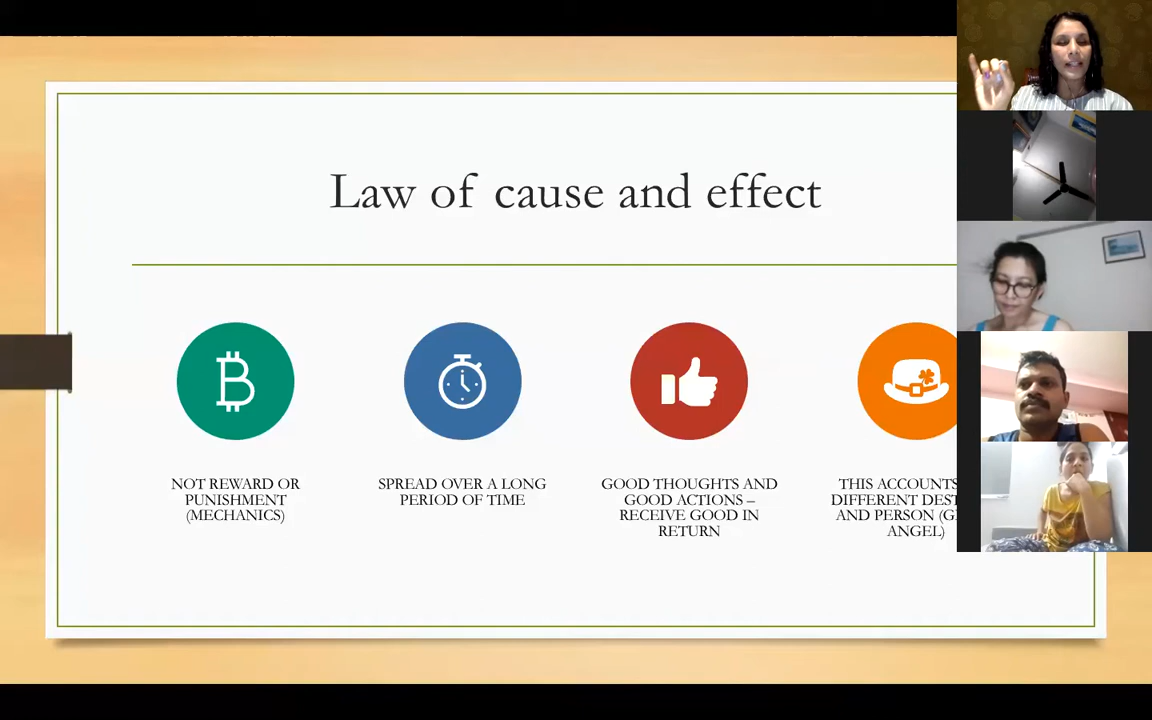 Law of cause and effect
NOT REWARD OR
PUNISHMENT
(MECHANICS)
SPREAD OVER A LONG
PERIOD OF TIME
GOOD THOUGHTS AND
GOOD ACTIONS –
RECEIVE GOOD IN
RETURN
THIS ACCOUNTS
DIFFERENT
AND PERSON
ANGEL)